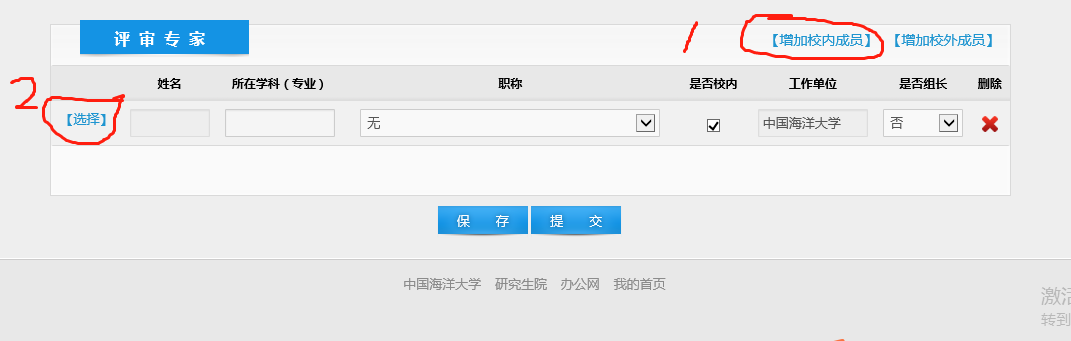 评审专家
1
【增加校内成员】 【增加校外成员】
姓名 所在学科（专业） 职称 是否校内 工作单位 是否组长 删除
2
【选择】 无 中国海洋大学 否
保 存 提 交
中国海洋大学 研究生院 办公网 我的首页
激活
转到